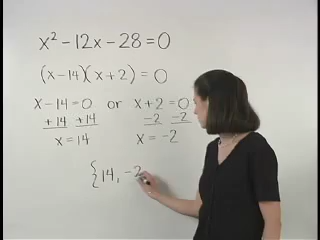 x² - 12x - 28 = 0
(x - 14)(x + 2) = 0
x - 14 = 0 or x + 2 = 0
+14 +14 -2 -2
x = 14 x = -2
{14, -2